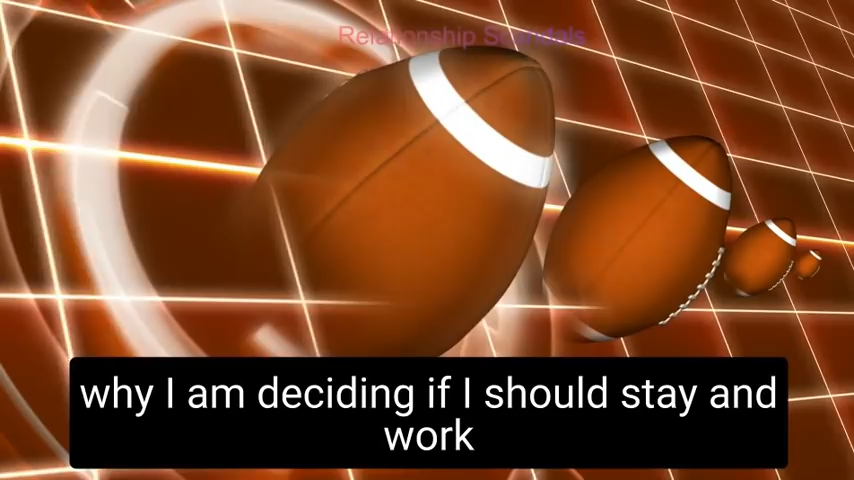 Relationship Scandals
why I am deciding if I should stay and
work